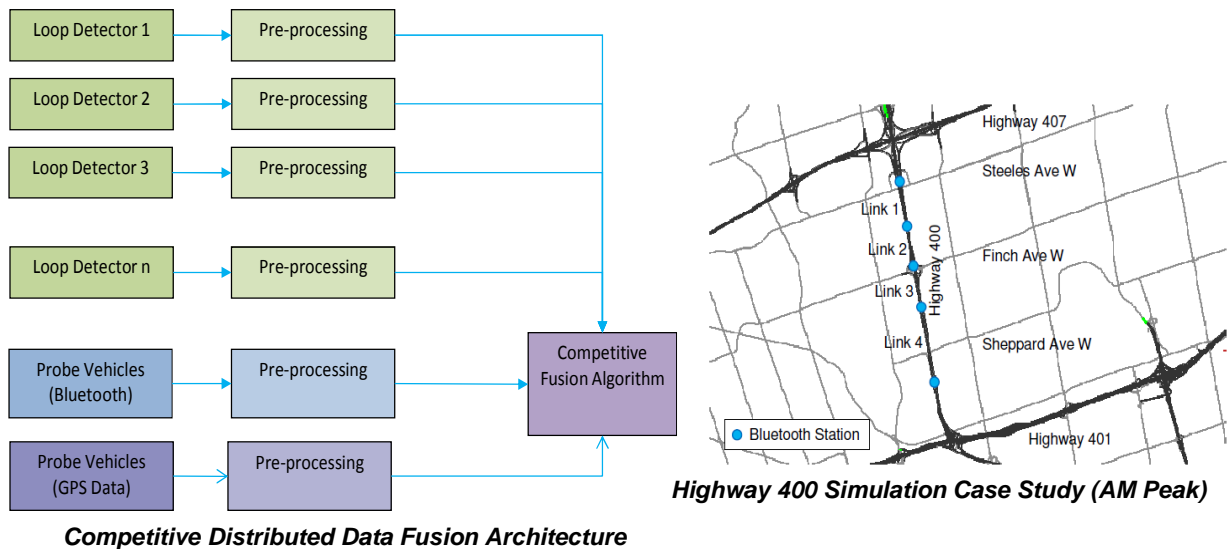 Loop Detector 1
Pre-processing
Loop Detector 2
Pre-processing
Loop Detector 3
Pre-processing
Loop Detector n
Pre-processing
Probe Vehicles
(Bluetooth)
Pre-processing
Probe Vehicles
(GPS Data)
Pre-processing
Competitive
Fusion Algorithm
Competitive Distributed Data Fusion Architecture
Highway 407
Steeles Ave W
Link 1
Link 2
Highway 400
Finch Ave W
Link 3
Link 4
Sheppard Ave W
Bluetooth Station
Highway 401
Highway 400 Simulation Case Study (AM Peak)